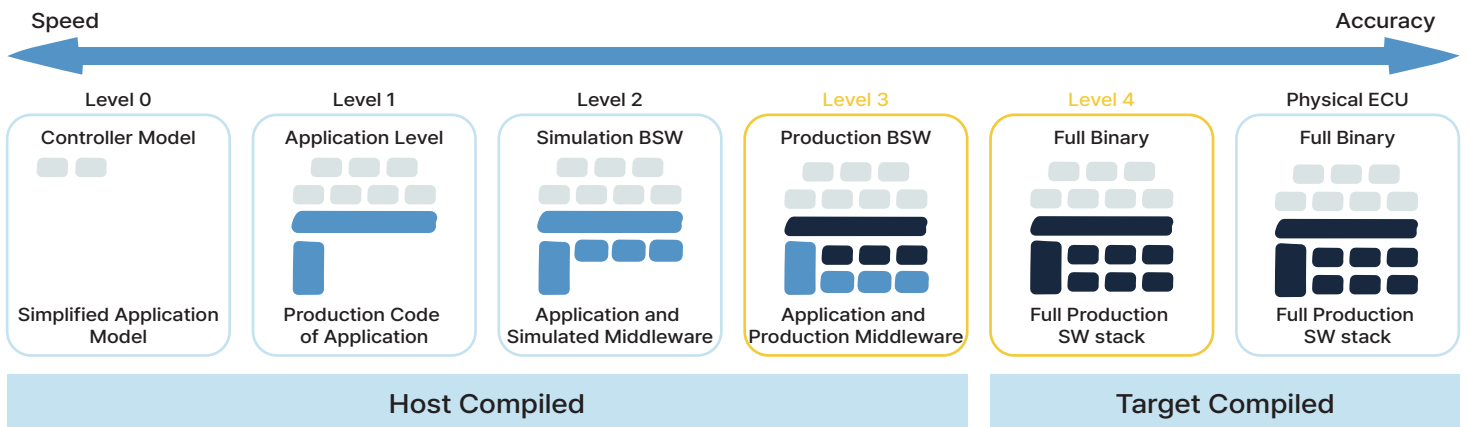 Speed
Accuracy
Level 0
Level 1
Level 2
Level 3
Level 4
Physical ECU
Controller Model
Application Level
Simulation BSW
Production BSW
Full Binary
Full Binary
Simplified Application
Model
Production Code
of Application
Application and
Simulated Middleware
Application and
Production Middleware
Full Production
SW stack
Full Production
SW stack
Host Compiled
Target Compiled